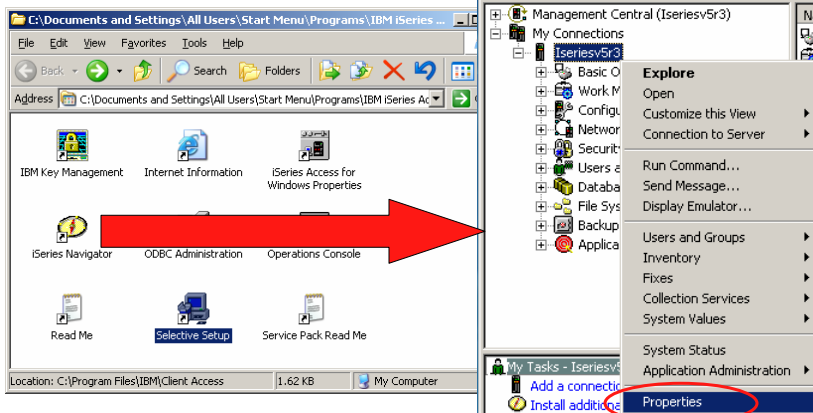 C:\Documents and Settings\All Users\Start Menu\Programs\IBM iSeries ...
File Edit View Favorites Tools Help
Back Search Folders
Address C:\Documents and Settings\All Users\Start Menu\Programs\IBM iSeries Ac
IBM Key Management
Internet Information
iSeries Access for
Windows Properties
iSeries Navigator
ODBC Administration
Operations Console
Read Me
Selective Setup
Service Pack Read Me
Location: C:\Program Files\IBM\Client Access 1.62 KB My Computer
Management Central (Iseriesv5r3)
My Connections
Iseriesv5r3
Basic O
Work M
Configu
Networ
Securit
Users a
Databa
File Sys
Backup
Applica
N
Explore
Open
Customize this View
Connection to Server
Run Command...
Send Message...
Display Emulator...
Users and Groups
Inventory
Fixes
Collection Services
System Values
System Status
Application Administration
Properties
My Tasks - Iseriesv5
Add a connectio
Install additiona